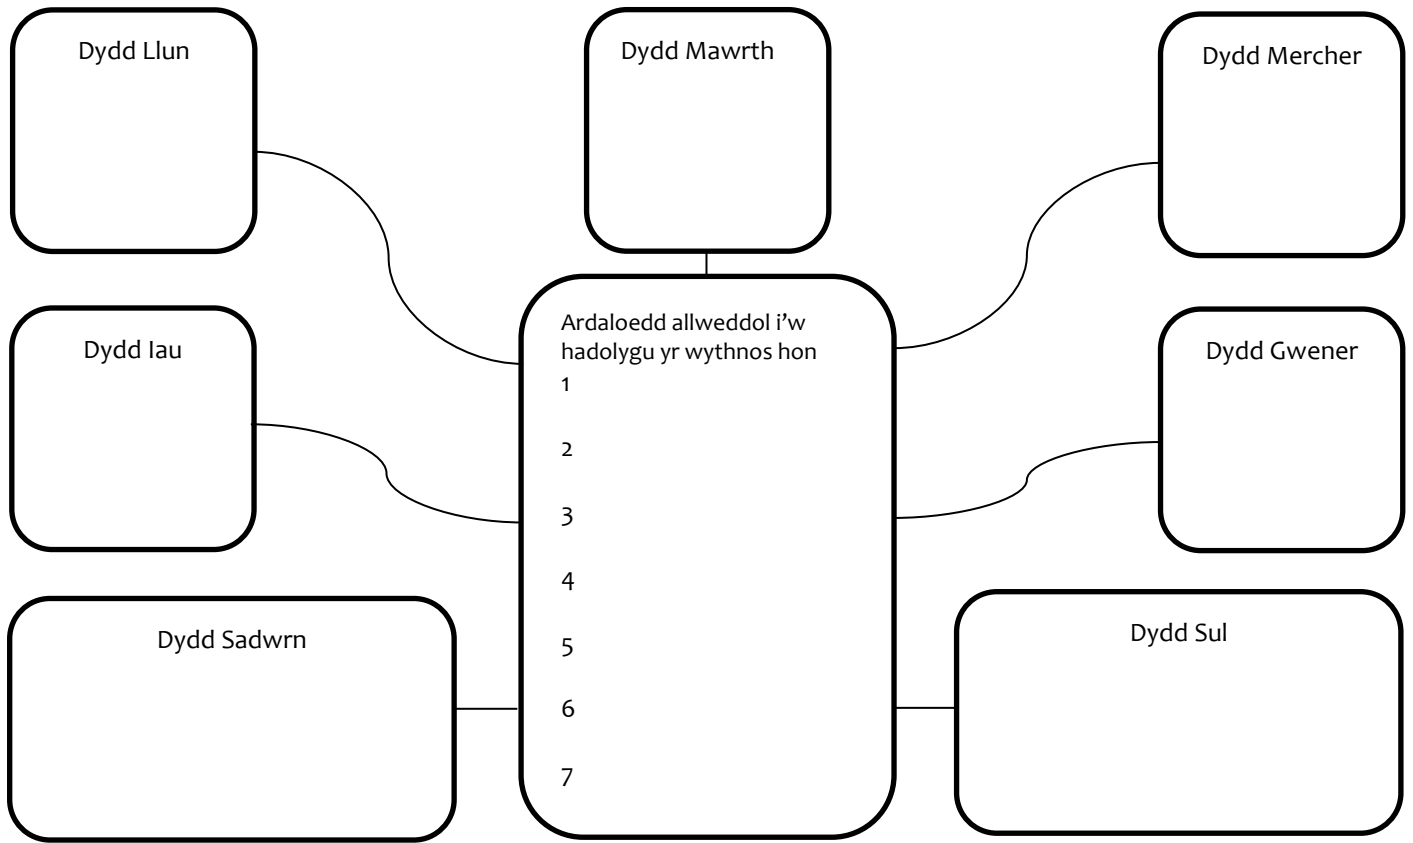 Dydd Llun
Dydd Mawrth
Dydd Mercher
Dydd Iau
Ardaloedd allweddol i’w
hadolygu yr wythnos hon
1
2
3
4
5
6
7
Dydd Gwener
Dydd Sadwrn
Dydd Sul